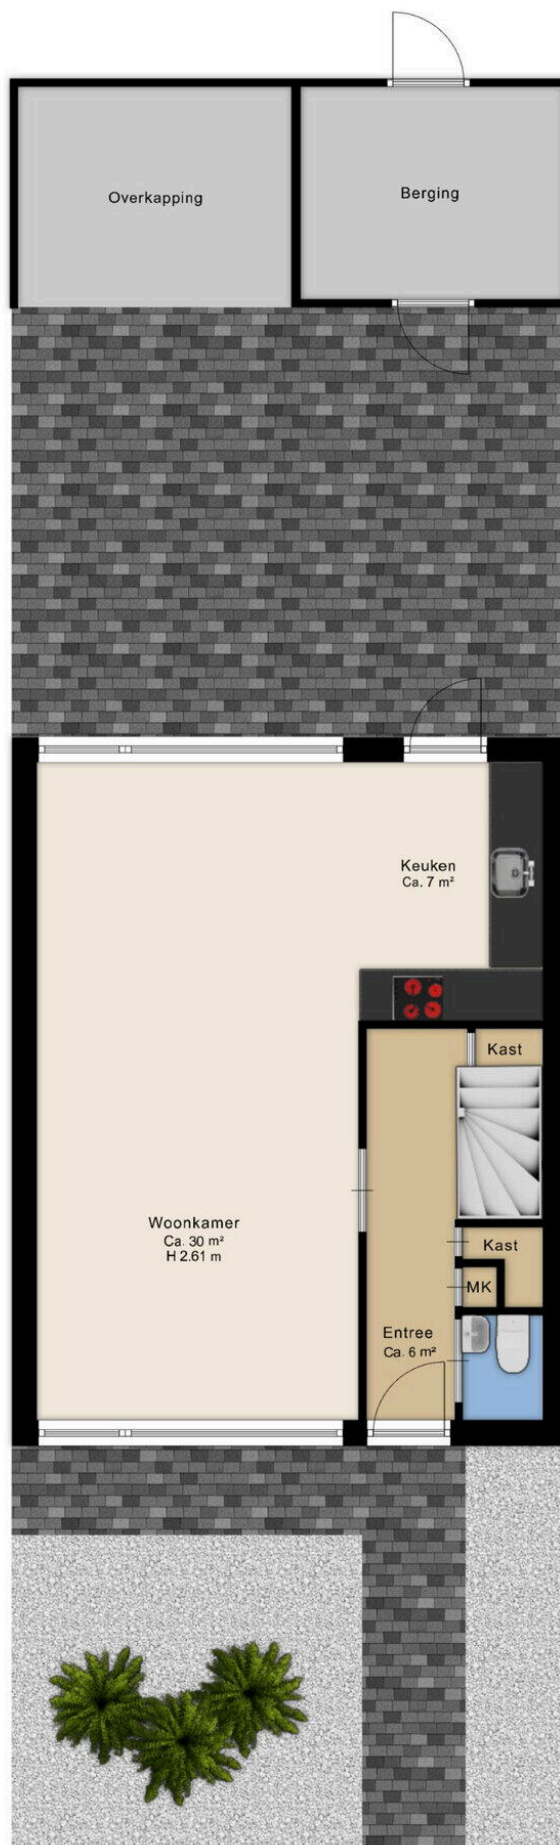 Overkapping
Berging
Keuken
Ca. 7 m²
Kast
Woonkamer
Ca. 30 m²
H 2.61 m
Kast
MK
Entree
Ca. 6 m²